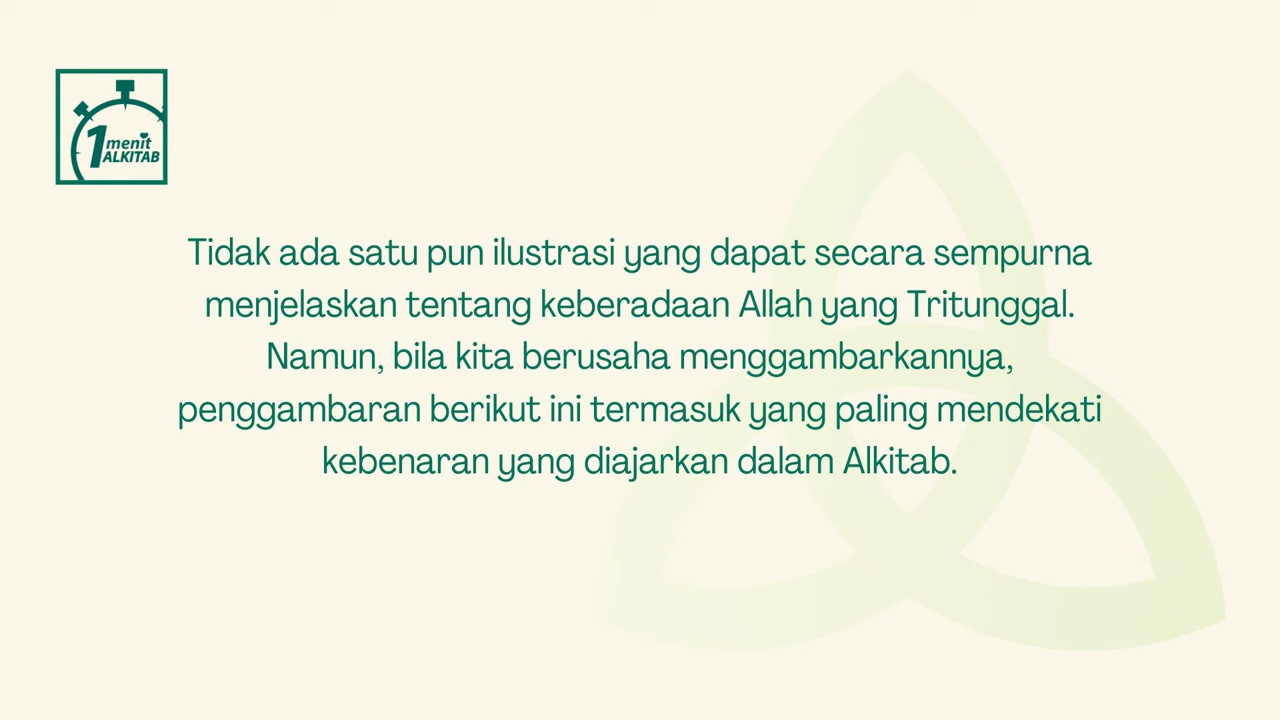 1 menit
ALKITAB
Tidak ada satu pun ilustrasi yang dapat secara sempurna
menjelaskan tentang keberadaan Allah yang Tritunggal.
Namun, bila kita berusaha menggambarkannya,
penggambaran berikut ini termasuk yang paling mendekati
kebenaran yang diajarkan dalam Alkitab.